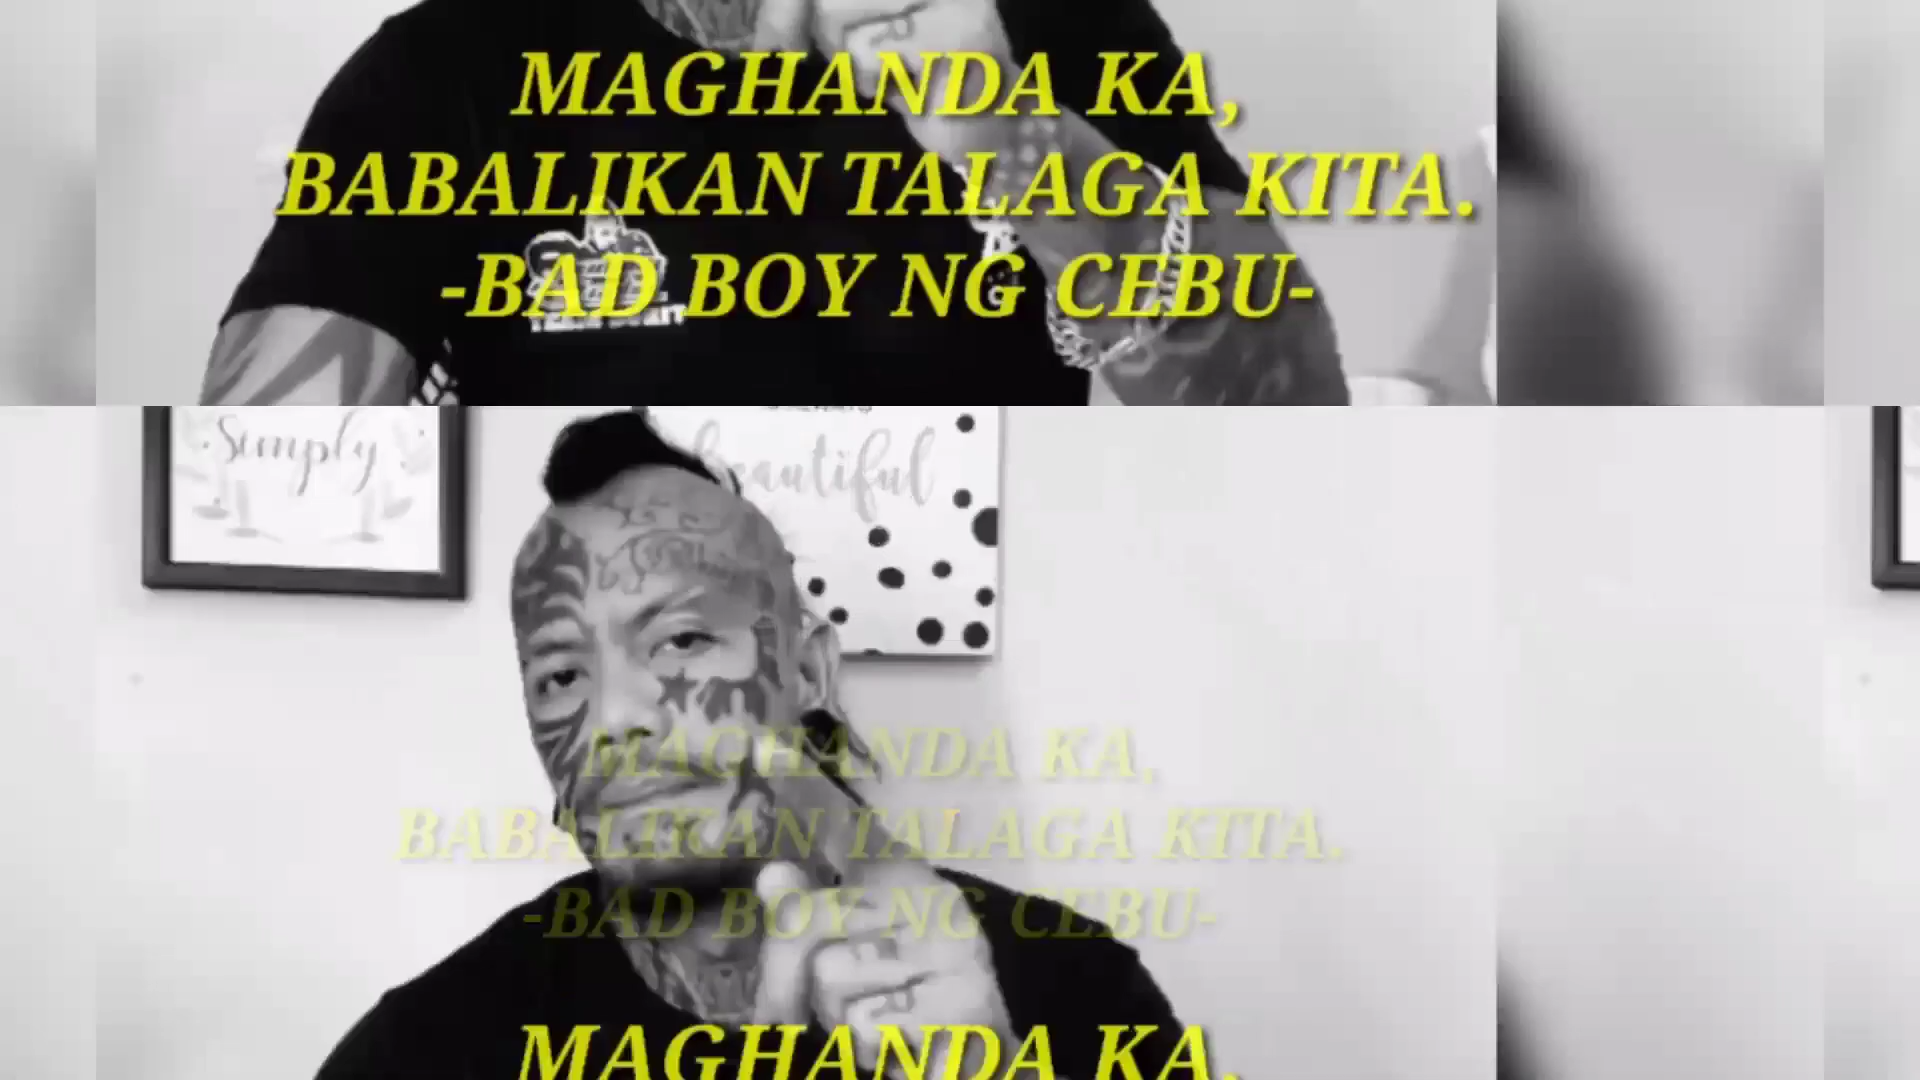 MAGHANDA KA,
BABALIKAN TALAGA KITA.
-BAD BOY NG CEBU-
Simply
beautiful
MAGHANDA KA,
BABALIKAN TALAGA KITA.
-BAD BOY NG CEBU-
MAGHANDA KA,